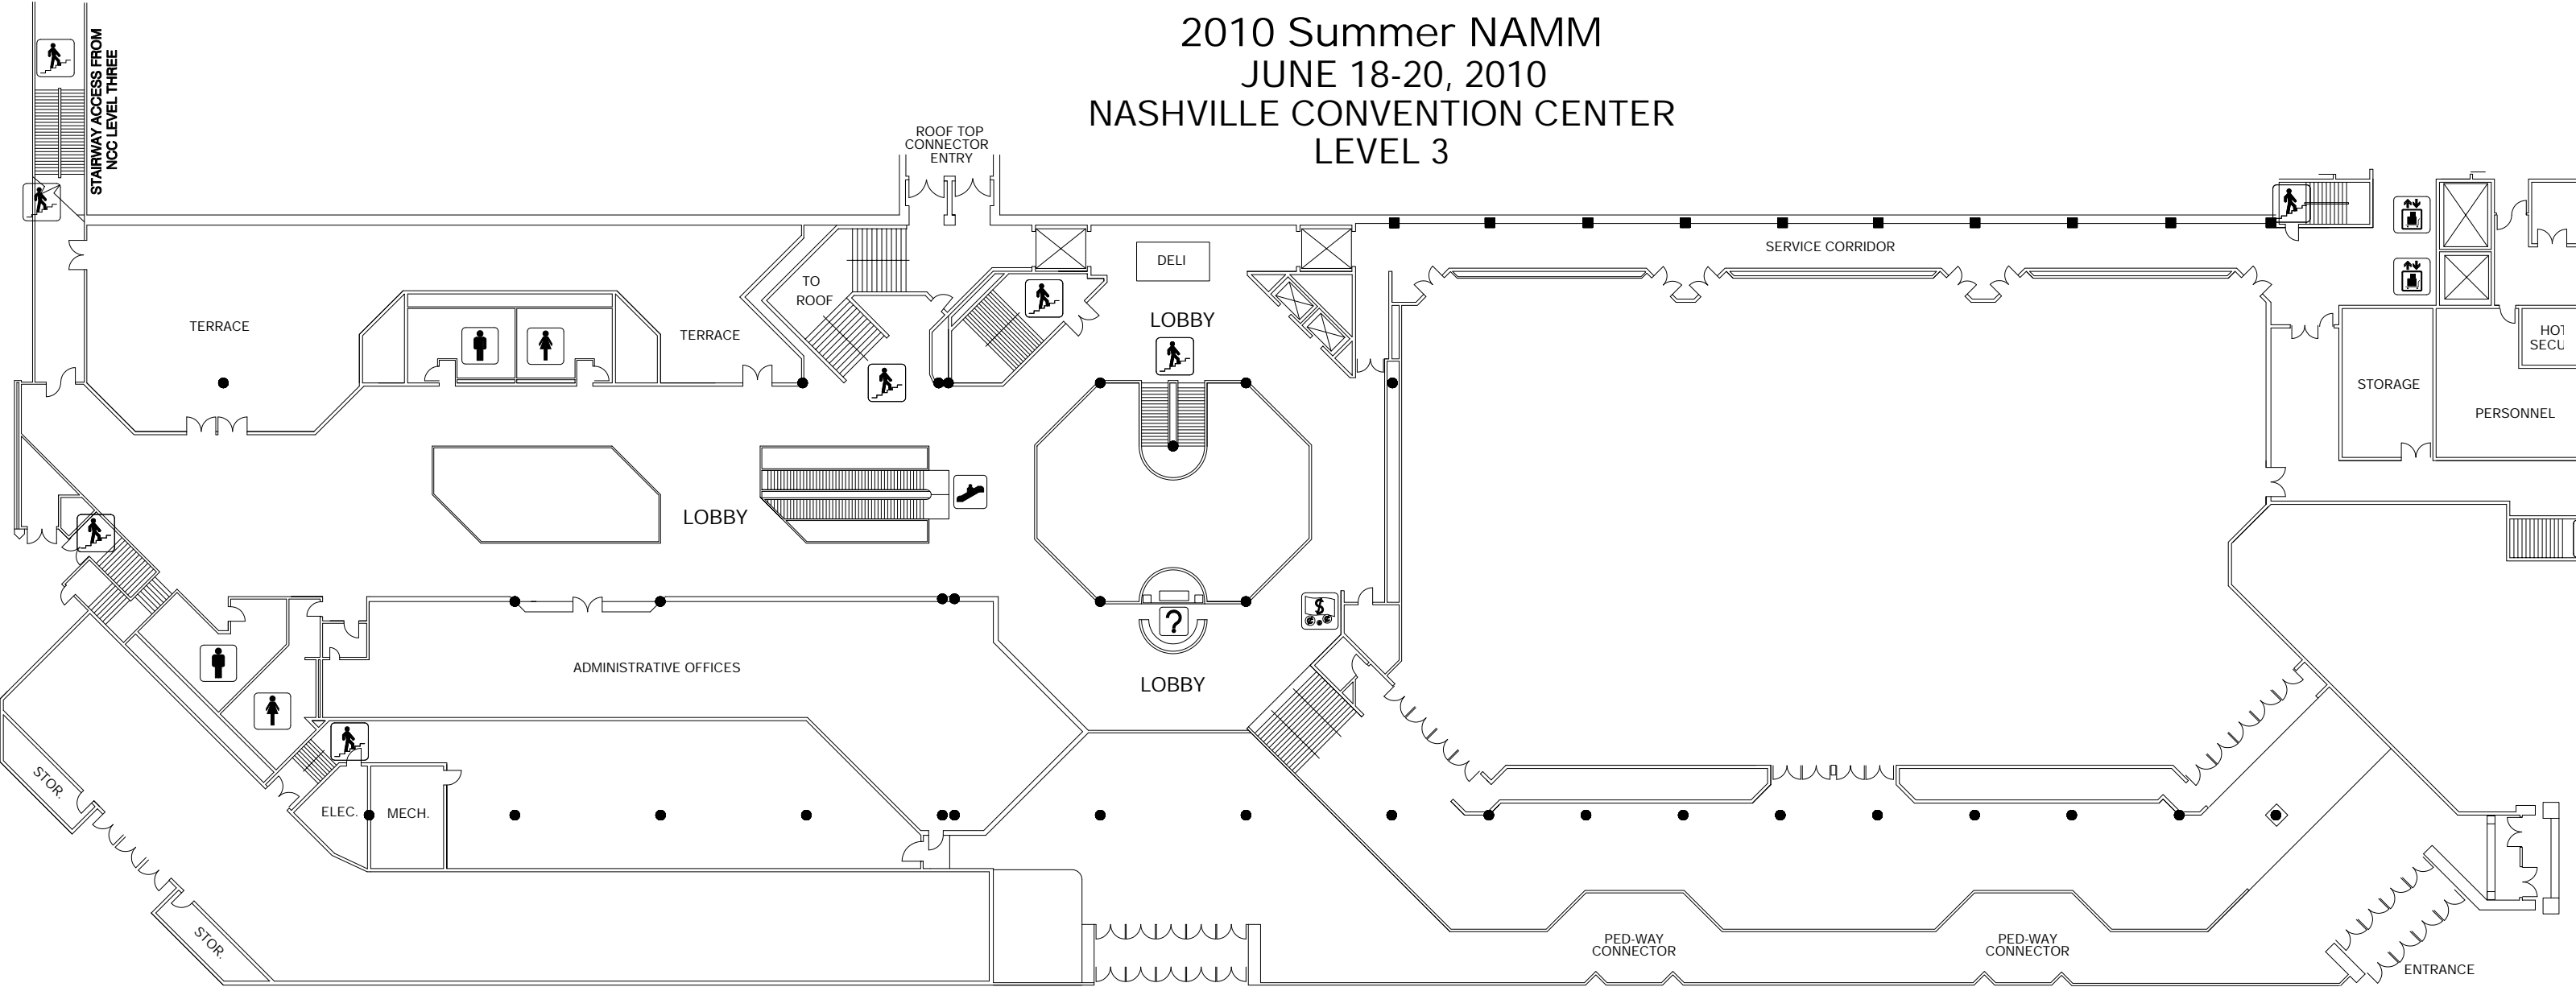 2010 Summer NAMM
JUNE 18-20, 2010
NASHVILLE CONVENTION CENTER
LEVEL 3
STAIRWAY ACCESS FROM
NCC LEVEL THREE
ROOF TOP
CONNECTOR
ENTRY
SERVICE CORRIDOR
DELI
TO
ROOF
LOBBY
TERRACE
TERRACE
HOT
SECU
STORAGE
PERSONNEL
LOBBY
$
?
ADMINISTRATIVE OFFICES
LOBBY
STOR.
ELEC.
MECH.
STOR.
PED-WAY
CONNECTOR
PED-WAY
CONNECTOR
ENTRANCE